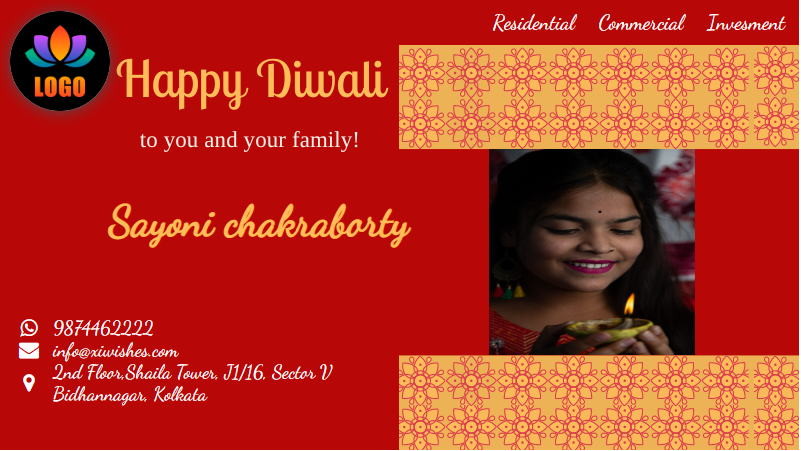 Residential Commercial Invesment
LOGO
Happy Diwali
to you and your family!
Sayoni chakraborty
9874462222
info@xiwishes.com
2nd Floor,Shaila Tower, J1/16, Sector V
Bidhannagar, Kolkata